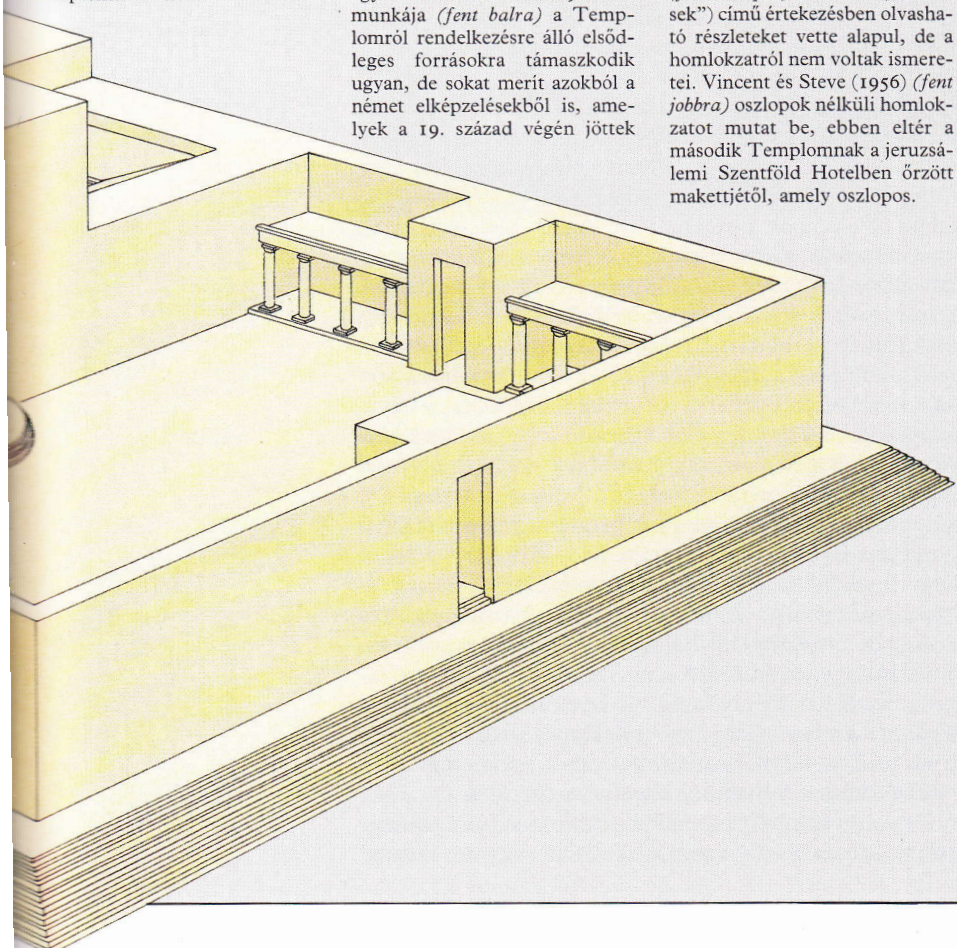 munkája (fent balra) a Temp-
lomról rendelkezésre álló elsőd-
leges forrásokra támaszkodik
ugyan, de sokat merít azokból a
német elképzelésekből is, ame-
lyek a 19. század végén jöttek
sek”) című értekezésben olvasha-
tó részleteket vette alapul, de a
homlokzatról nem voltak ismere-
tei. Vincent és Steve (1956) (fent
jobbra) oszlopok nélküli homlok-
zatot mutat be, ebben eltér a
második Templomnak a jeruzsá-
lemi Szentföld Hotelben őrzött
makettjétől, amely oszlopos.